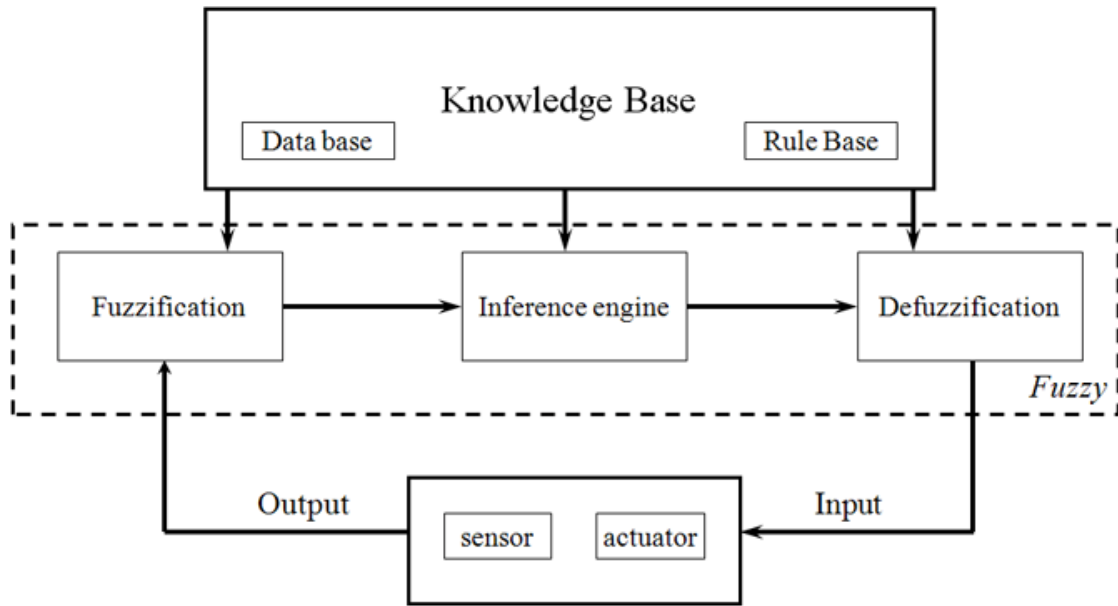 Knowledge Base
Data base
Rule Base
Fuzzification
Inference engine
Defuzzification
Fuzzy
Output
Input
sensor
actuator